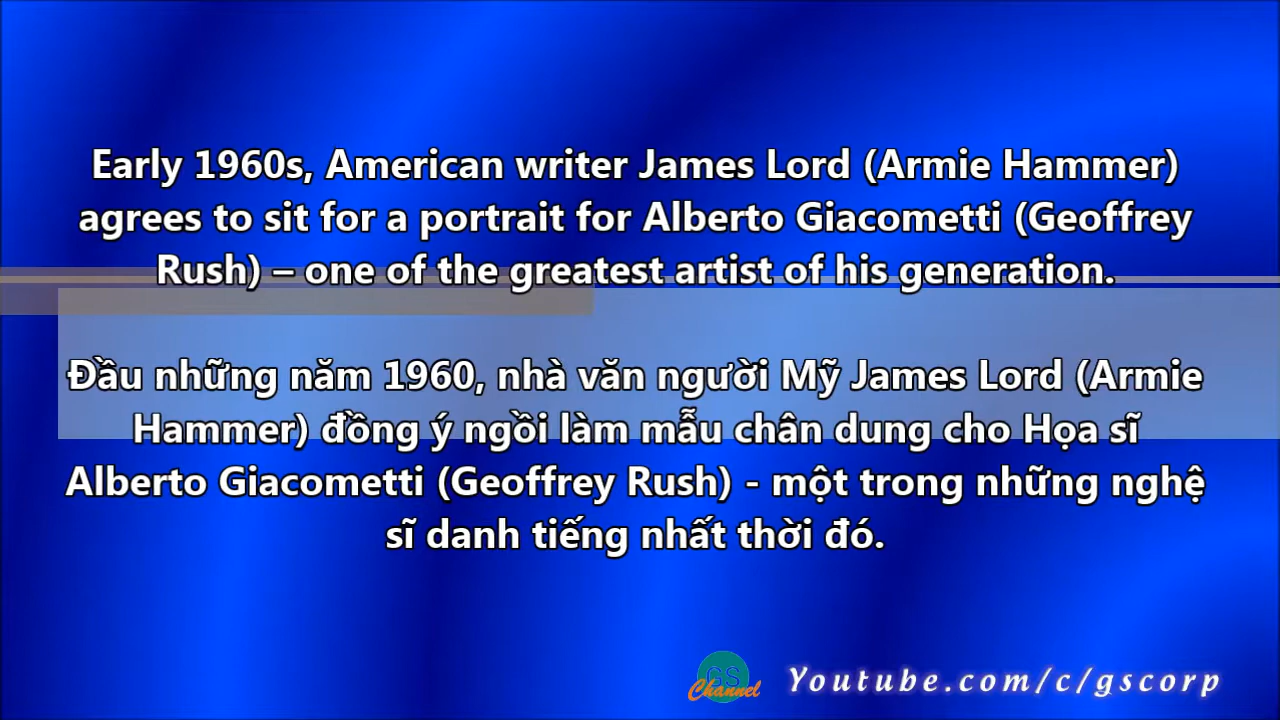 Early 1960s, American writer James Lord (Armie Hammer)
agrees to sit for a portrait for Alberto Giacometti (Geoffrey
Rush) – one of the greatest artist of his generation.
Đầu những năm 1960, nhà văn người Mỹ James Lord (Armie
Hammer) đồng ý ngồi làm mẫu chân dung cho Họa sĩ
Alberto Giacometti (Geoffrey Rush) - một trong những nghệ
sĩ danh tiếng nhất thời đó.
GS
Channel
Youtube.com/c/gscorp